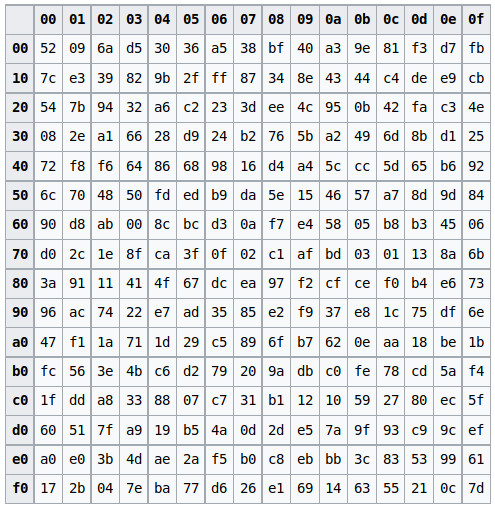 00 01 02 03 04 05 06 07 08 09 0a 0b 0c 0d 0e 0f
00 52 09 6a d5 30 36 a5 38 bf 40 a3 9e 81 f3 d7 fb
10 7c e3 39 82 9b 2f ff 87 34 8e 43 44 c4 de e9 cb
20 54 7b 94 32 a6 c2 23 3d ee 4c 95 0b 42 fa c3 4e
30 08 2e a1 66 28 d9 24 b2 76 5b a2 49 6d 8b d1 25
40 72 f8 f6 64 86 68 98 16 d4 a4 5c cc 5d 65 b6 92
50 6c 70 48 50 fd ed b9 da 5e 15 46 57 a7 8d 9d 84
60 90 d8 ab 00 8c bc d3 0a f7 e4 58 05 b8 b3 45 06
70 d0 2c 1e 8f ca 3f 0f 02 c1 af bd 03 01 13 8a 6b
80 3a 91 11 41 4f 67 dc ea 97 f2 cf ce f0 b4 e6 73
90 96 ac 74 22 e7 ad 35 85 e2 f9 37 e8 1c 75 df 6e
a0 47 f1 1a 71 1d 29 c5 89 6f b7 62 0e aa 18 be 1b
b0 fc 56 3e 4b c6 d2 79 20 9a db c0 fe 78 cd 5a f4
c0 1f dd a8 33 88 07 c7 31 b1 12 10 59 27 80 ec 5f
d0 60 51 7f a9 19 b5 4a 0d 2d e5 7a 9f 93 c9 9c ef
e0 a0 e0 3b 4d ae 2a f5 b0 c8 eb bb 3c 83 53 99 61
f0 17 2b 04 7e ba 77 d6 26 e1 69 14 63 55 21 0c 7d